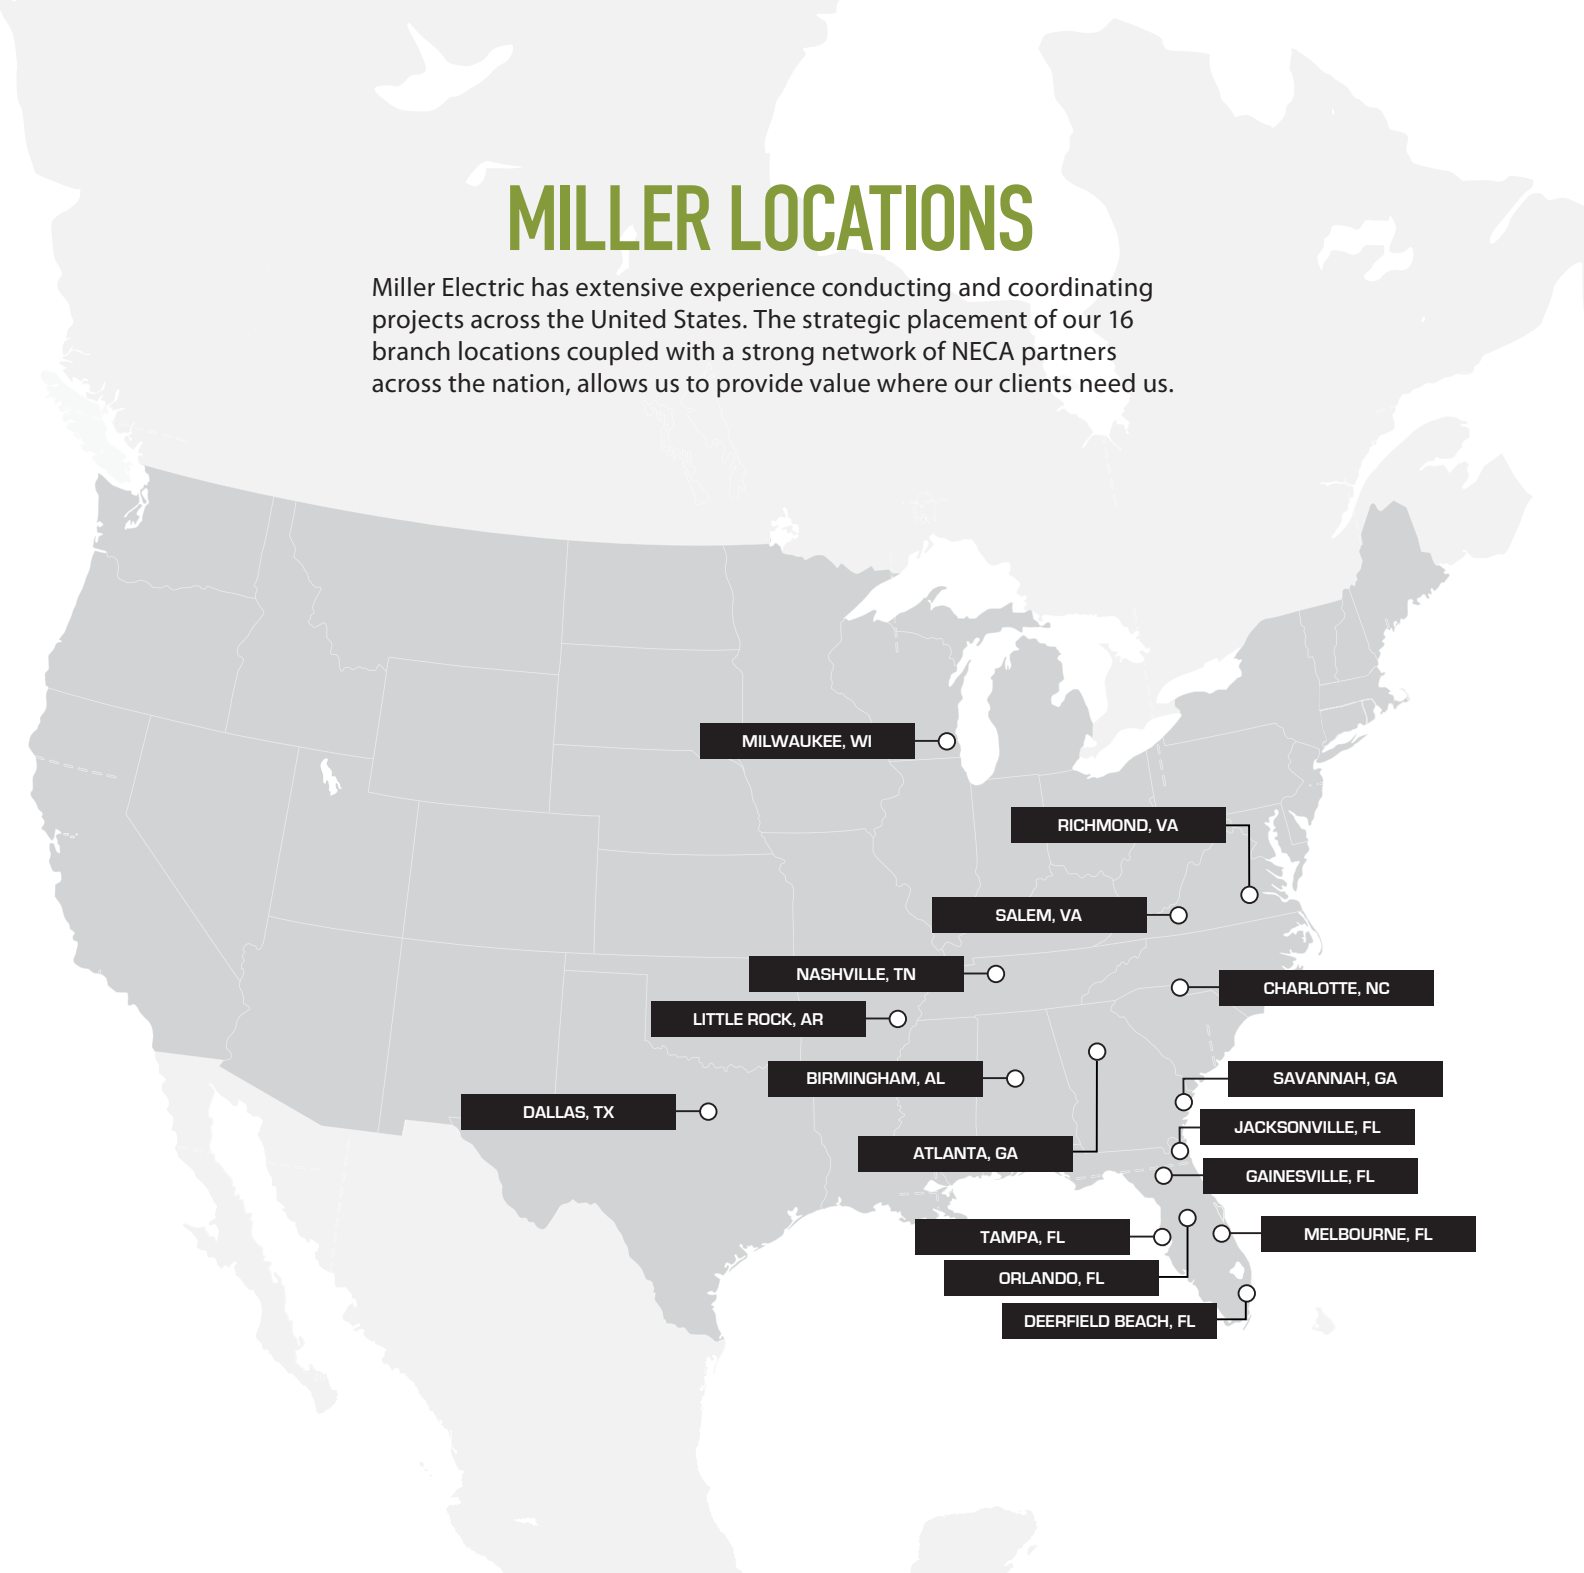 MILLER LOCATIONS
Miller Electric has extensive experience conducting and coordinating
projects across the United States. The strategic placement of our 16
branch locations coupled with a strong network of NECA partners
across the nation, allows us to provide value where our clients need us.
MILWAUKEE, WI
RICHMOND, VA
SALEM, VA
NASHVILLE, TN
CHARLOTTE, NC
LITTLE ROCK, AR
BIRMINGHAM, AL
SAVANNAH, GA
DALLAS, TX
JACKSONVILLE, FL
ATLANTA, GA
GAINESVILLE, FL
TAMPA, FL
MELBOURNE, FL
ORLANDO, FL
DEERFIELD BEACH, FL